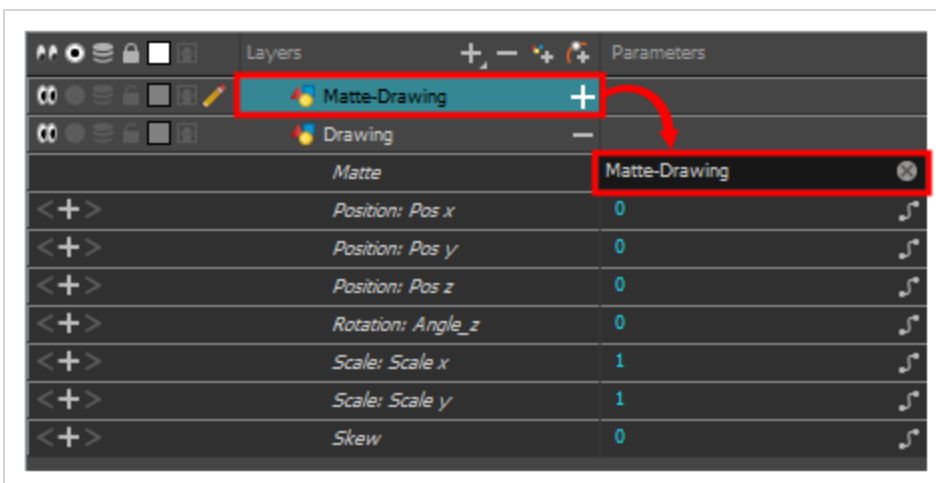 Layers Parameters
Matte-Drawing
Drawing
Matte Matte-Drawing
Position: Pos x 0
Position: Pos y 0
Position: Pos z 0
Rotation: Angle_z 0
Scale: Scale x 1
Scale: Scale y 1
Skew 0